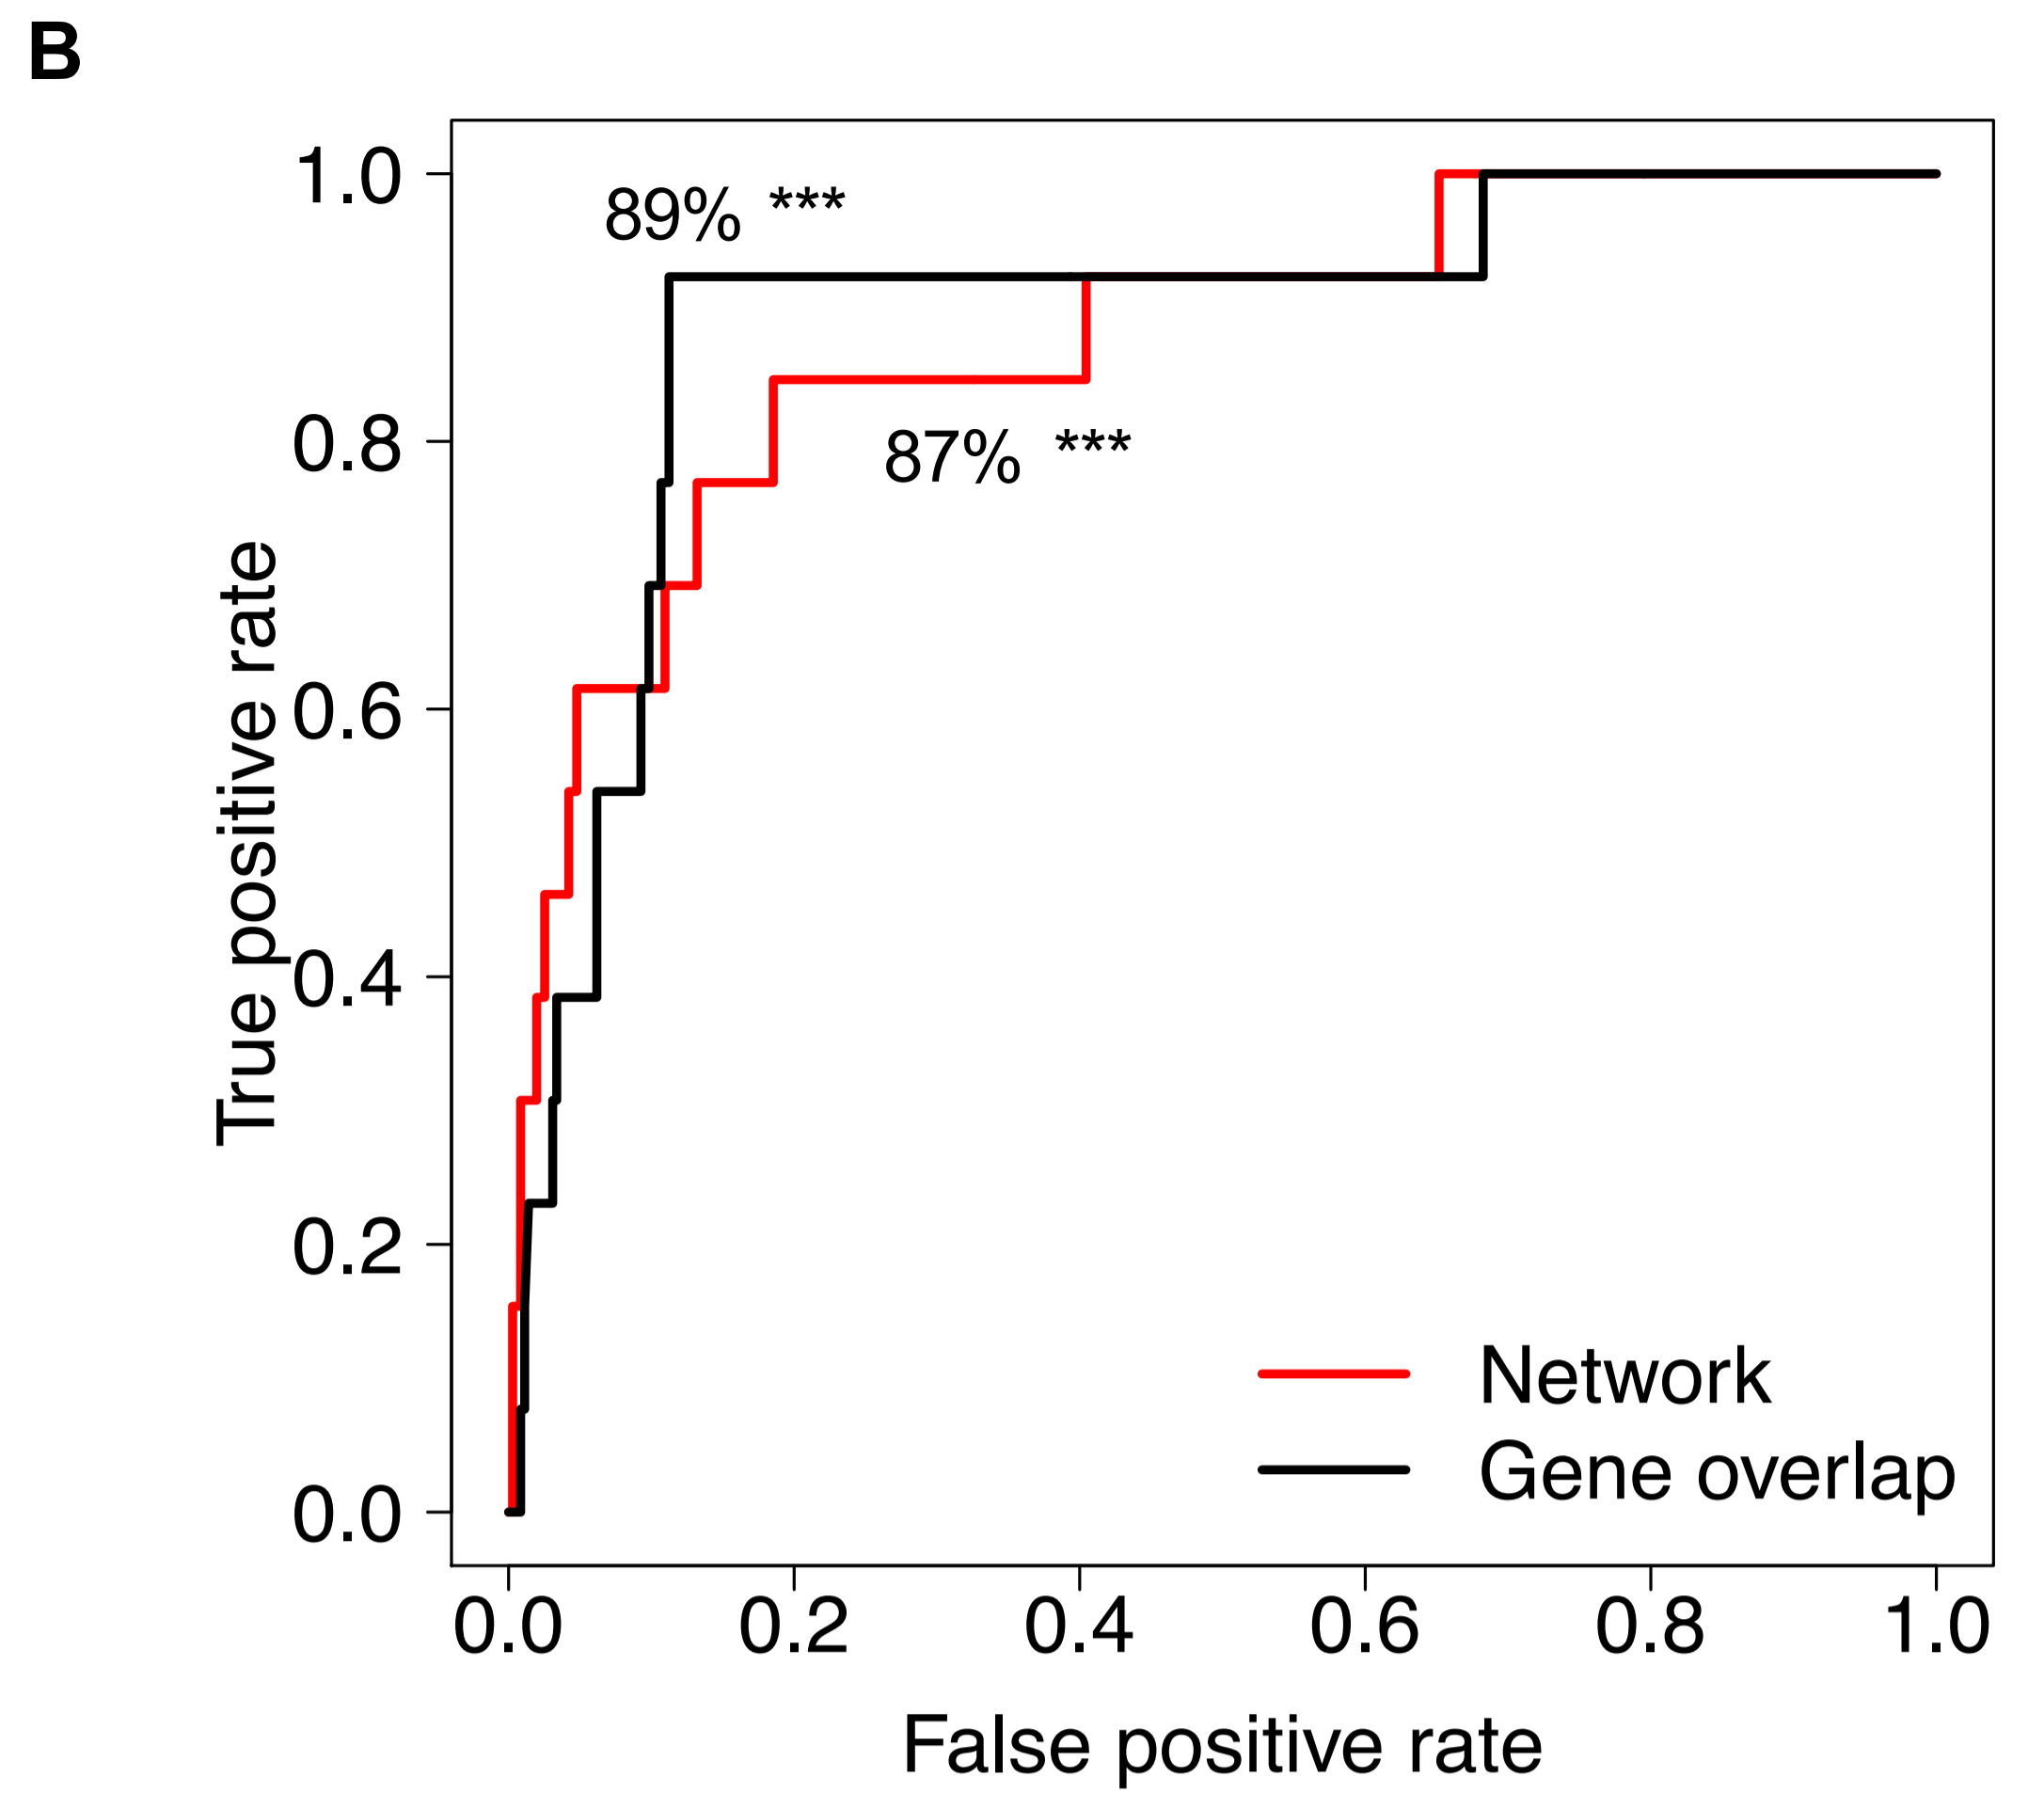 B
1.0
0.8
0.6
0.4
0.2
0.0
True positive rate
89% ***
87% ***
Network
Gene overlap
0.0 0.2 0.4 0.6 0.8 1.0
False positive rate